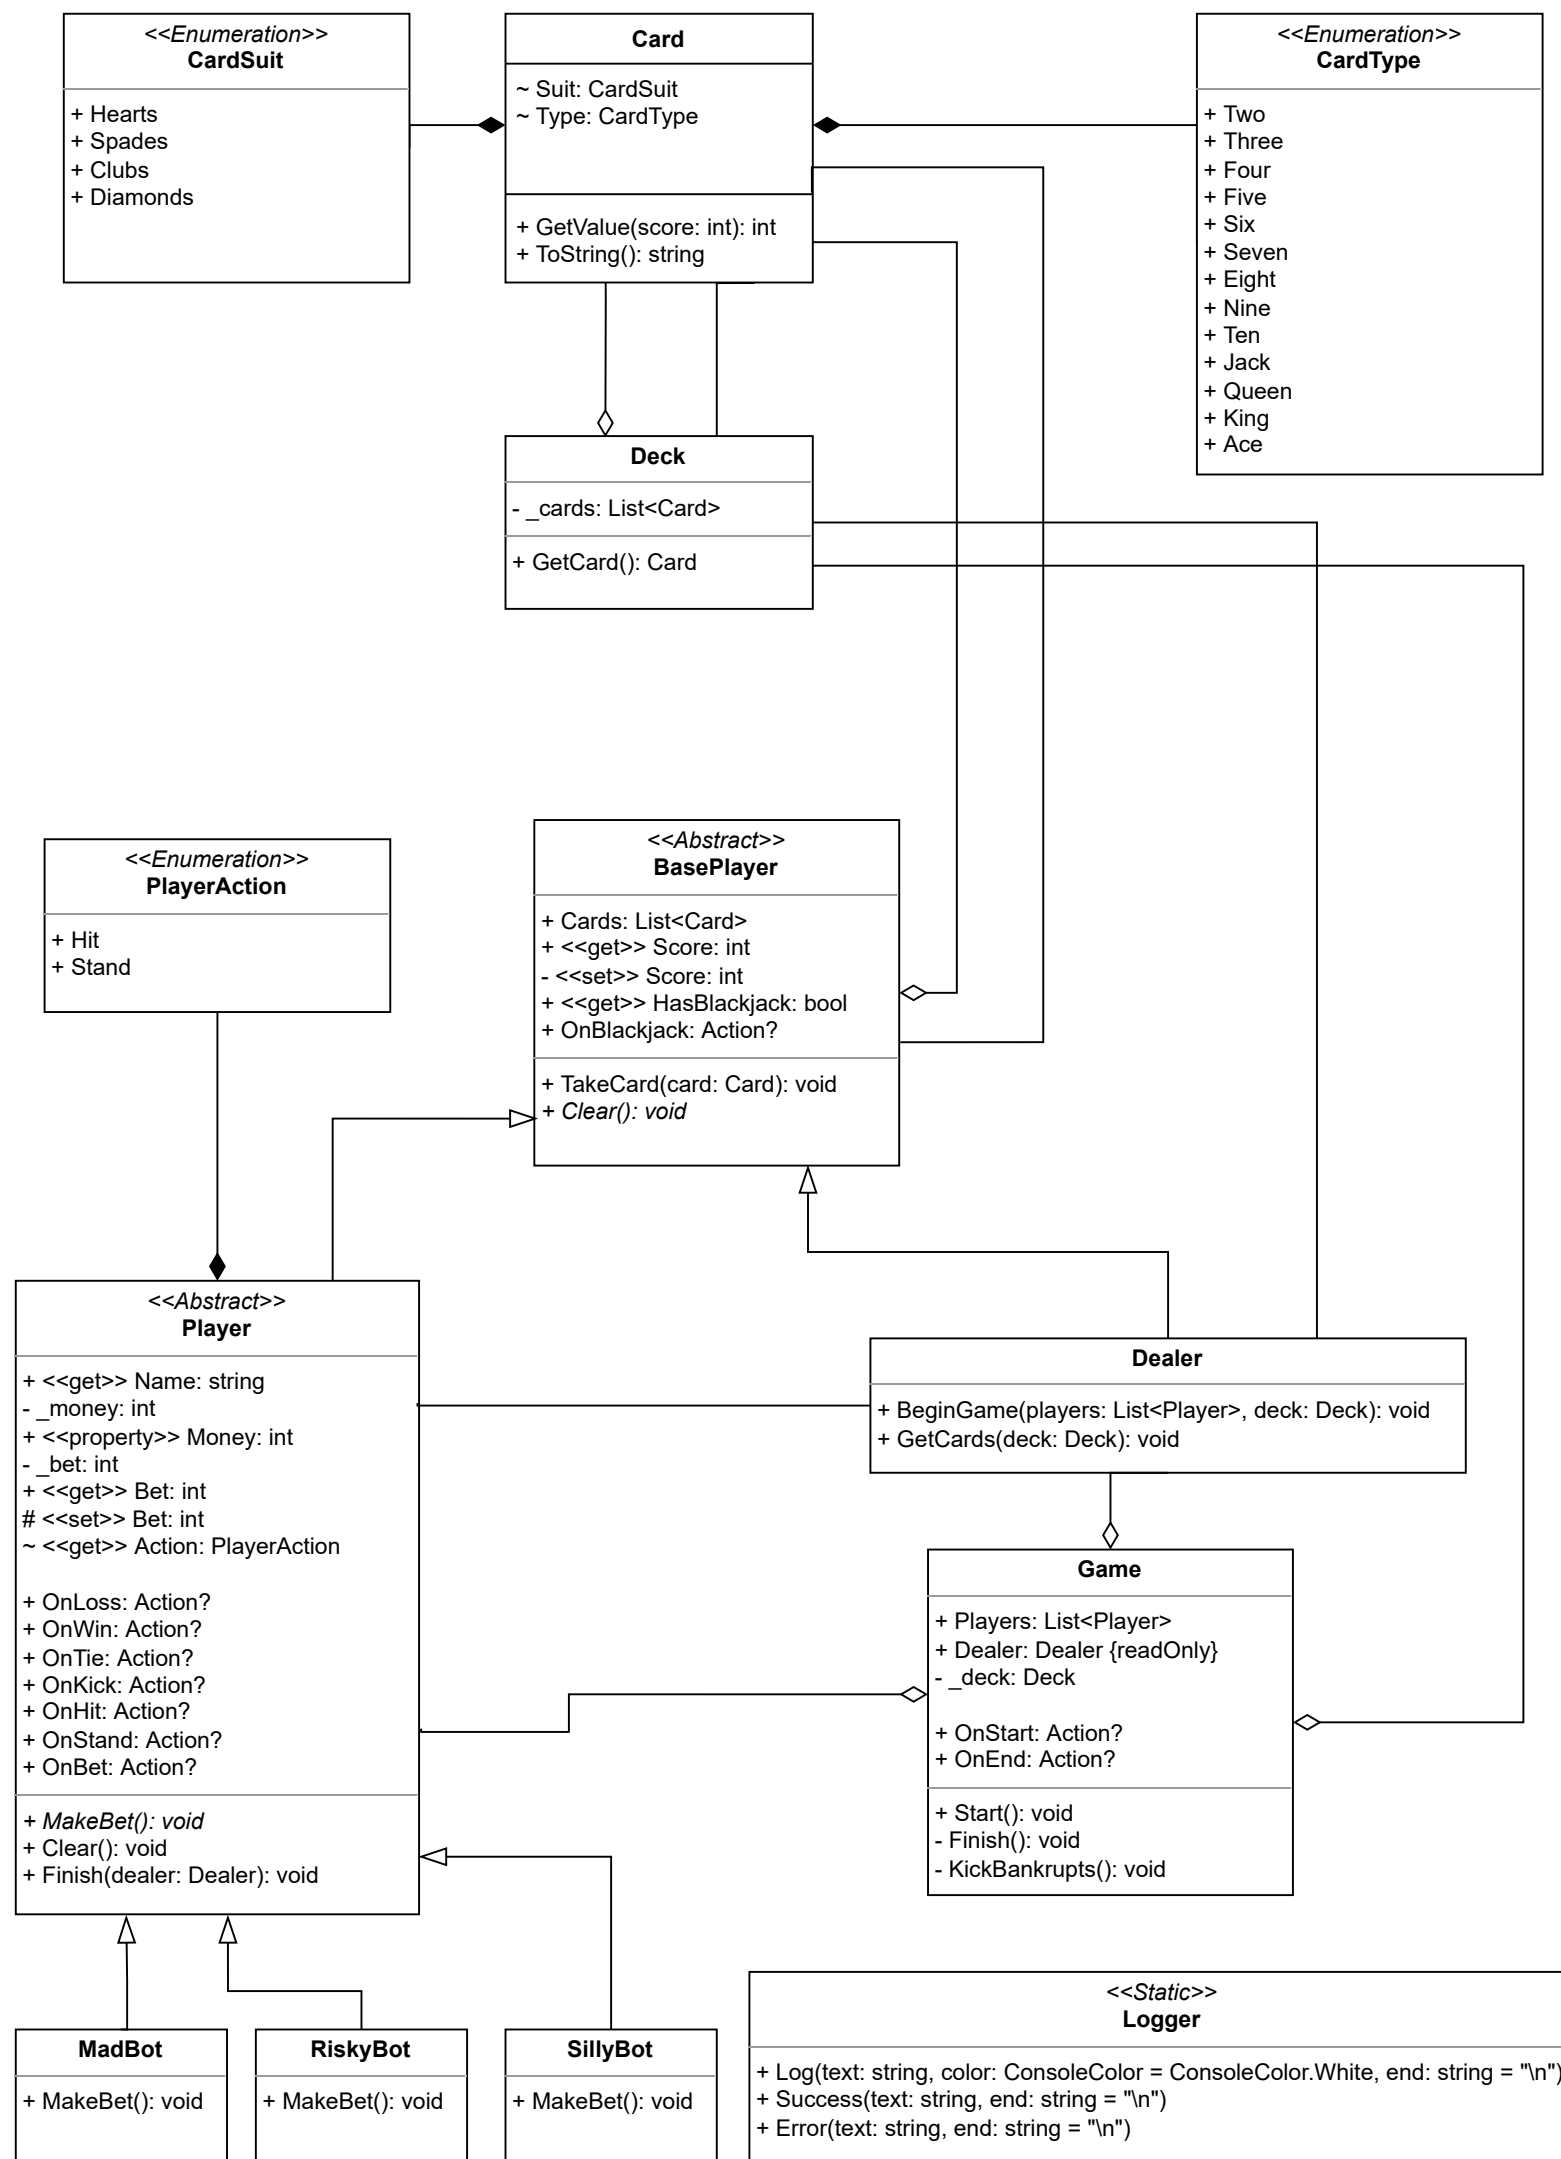 <<Enumeration>>
CardSuit
+ Hearts
+ Spades
+ Clubs
+ Diamonds
Card
~ Suit: CardSuit
~ Type: CardType
+ GetValue(score: int): int
+ ToString(): string
<<Enumeration>>
CardType
+ Two
+ Three
+ Four
+ Five
+ Six
+ Seven
+ Eight
+ Nine
+ Ten
+ Jack
+ Queen
+ King
+ Ace
Deck
- _cards: List<Card>
+ GetCard(): Card
<<Enumeration>>
PlayerAction
+ Hit
+ Stand
<<Abstract>>
BasePlayer
+ Cards: List<Card>
+ <<get>> Score: int
- <<set>> Score: int
+ <<get>> HasBlackjack: bool
+ OnBlackjack: Action?
+ TakeCard(card: Card): void
+ Clear(): void
<<Abstract>>
Player
+ <<get>> Name: string
- _money: int
+ <<property>> Money: int
- _bet: int
+ <<get>> Bet: int
# <<set>> Bet: int
~ <<get>> Action: PlayerAction
+ OnLoss: Action?
+ OnWin: Action?
+ OnTie: Action?
+ OnKick: Action?
+ OnHit: Action?
+ OnStand: Action?
+ OnBet: Action?
+ MakeBet(): void
+ Clear(): void
+ Finish(dealer: Dealer): void
Dealer
+ BeginGame(players: List<Player>, deck: Deck): void
+ GetCards(deck: Deck): void
Game
+ Players: List<Player>
+ Dealer: Dealer {readOnly}
- _deck: Deck
+ OnStart: Action?
+ OnEnd: Action?
+ Start(): void
- Finish(): void
- KickBankrupts(): void
MadBot
+ MakeBet(): void
RiskyBot
+ MakeBet(): void
SillyBot
+ MakeBet(): void
<<Static>>
Logger
+ Log(text: string, color: ConsoleColor = ConsoleColor.White, end: string = "\n")
+ Success(text: string, end: string = "\n")
+ Error(text: string, end: string = "\n")